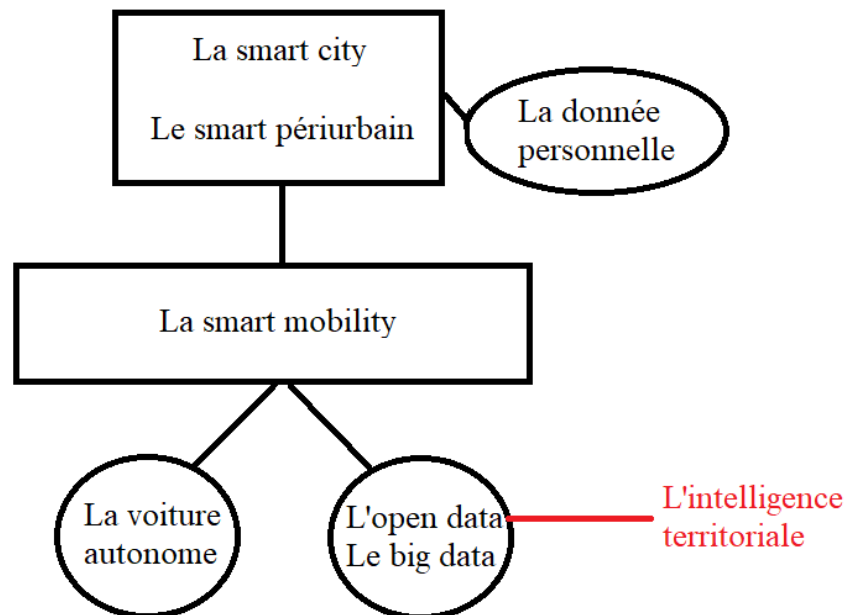 La smart city
Le smart périurbain
La donnée
personnelle
La smart mobility
La voiture
autonome
L'open data
Le big data
L'intelligence
territoriale